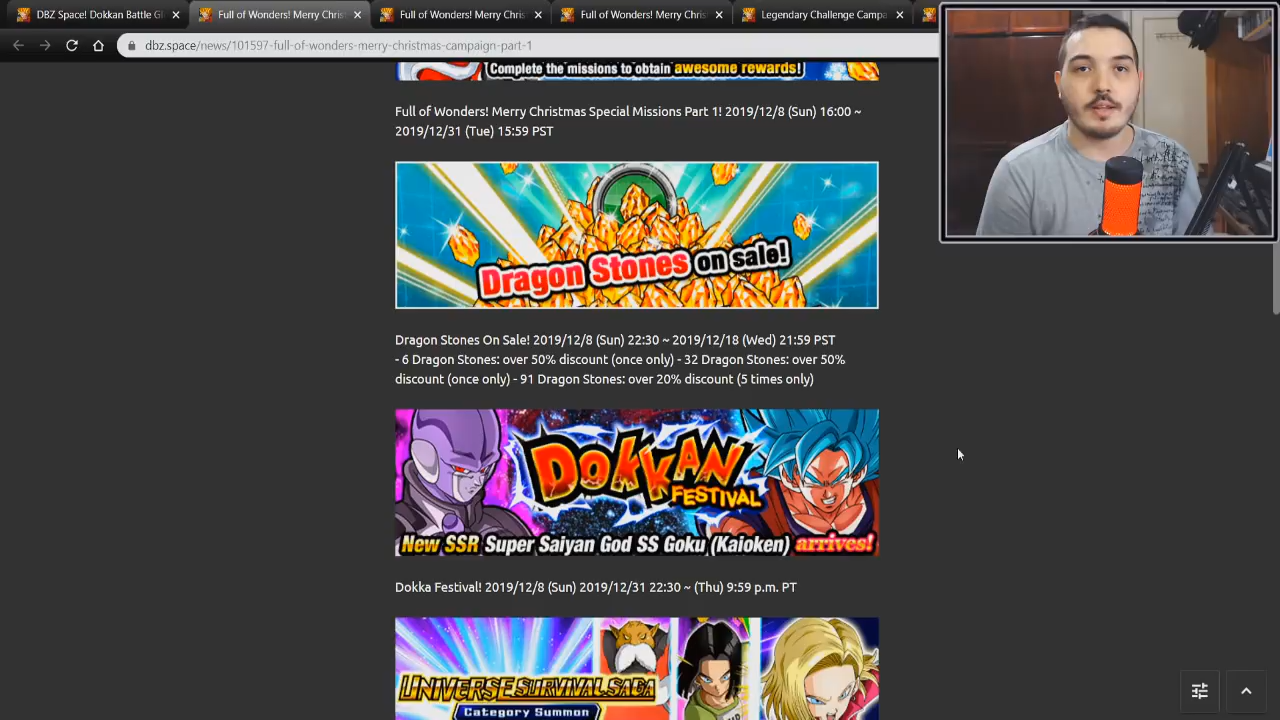 DBZ Space! Dokkan Battle Gl
Full of Wonders! Merry Christ
Full of Wonders! Merry Chris
Full of Wonders! Merry Chris
Legendary Challenge Campa
dbz.space/news/101597-full-of-wonders-merry-christmas-campaign-part-1
Complete the missions to obtain awesome rewards!
Full of Wonders! Merry Christmas Special Missions Part 1! 2019/12/8 (Sun) 16:00 ~
2019/12/31 (Tue) 15:59 PST
Dragon Stones on sale!
Dragon Stones On Sale! 2019/12/8 (Sun) 22:30 ~ 2019/12/18 (Wed) 21:59 PST
- 6 Dragon Stones: over 50% discount (once only) - 32 Dragon Stones: over 50%
discount (once only) - 91 Dragon Stones: over 20% discount (5 times only)
DOKKAN
FESTIVAL
New SSR Super Saiyan God SS Goku (Kaioken) arrives!
Dokka Festival! 2019/12/8 (Sun) 2019/12/31 22:30 ~ (Thu) 9:59 p.m. PT
UNIVERSE SURVIVAL SAGA
Category Summon